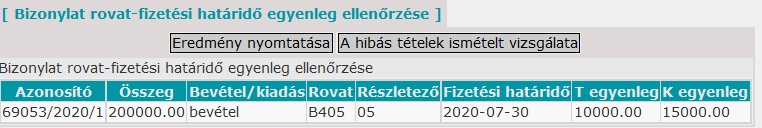 [ Bizonylat rovat-fizetési határidő egyenleg ellenőrzése ]
Eredmény nyomtatása A hibás tételek ismételt vizsgálata
Bizonylat rovat-fizetési határidő egyenleg ellenőrzése
Azonosító Összeg Bevétel/kiadás Rovat Részletező Fizetési határidő T egyenleg K egyenleg
69053/2020/1 200000.00 bevétel B405 05 2020-07-30 10000.00 15000.00